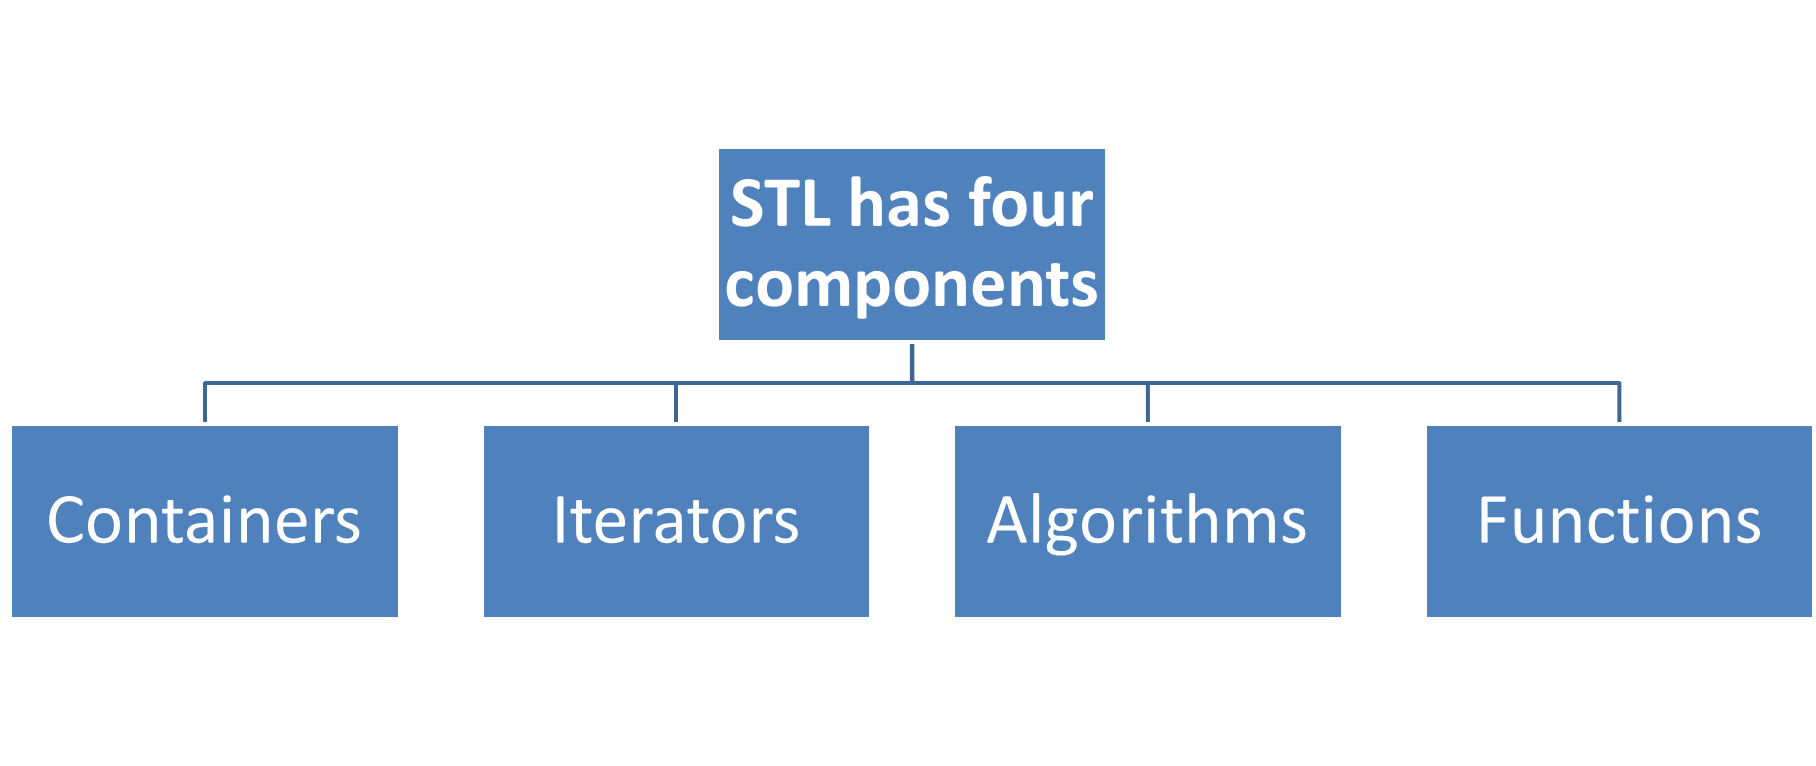 STL has four
components
Containers
Iterators
Algorithms
Functions